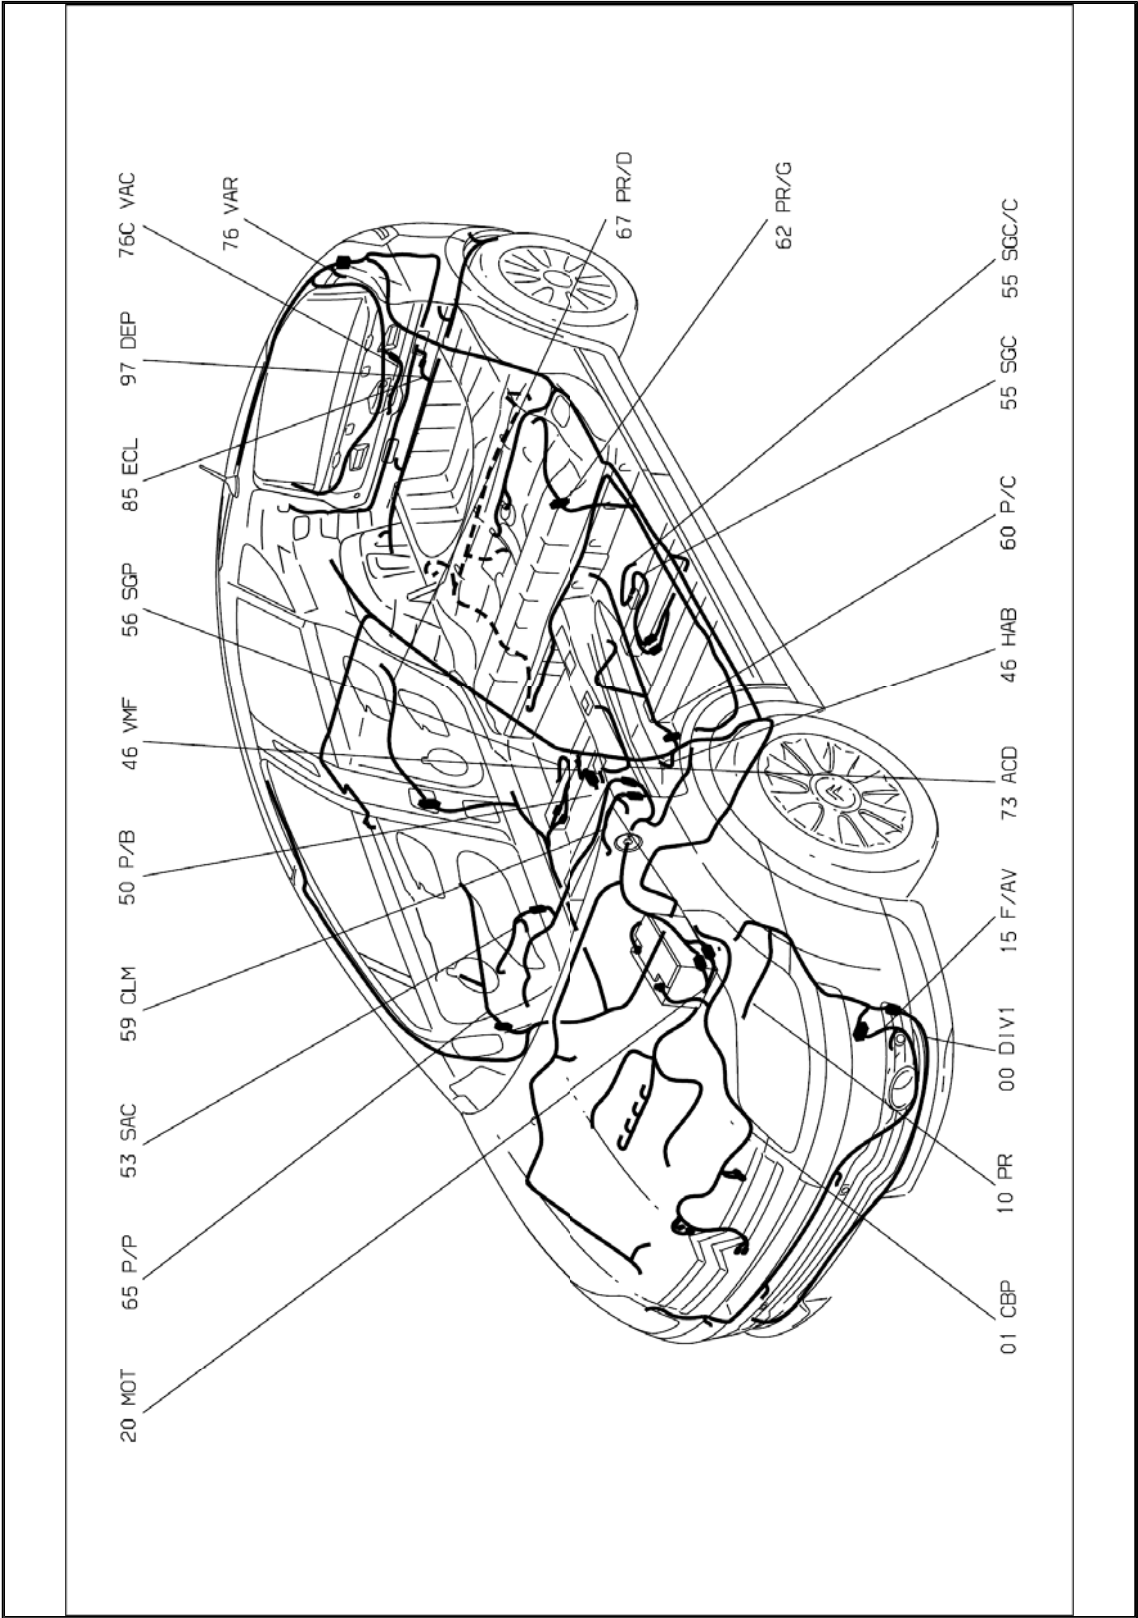 20 MOT
65 P/P
53 SAC
59 CLM
50 P/B
46 VMF
56 SGP
85 ECL
97 DEP
76C VAC
76 VAR
67 PR/D
62 PR/G
01 CBP
10 PR
00 DIV1
15 F/AV
73 ACD
46 HAB
60 P/C
55 SGC
55 SGC/C